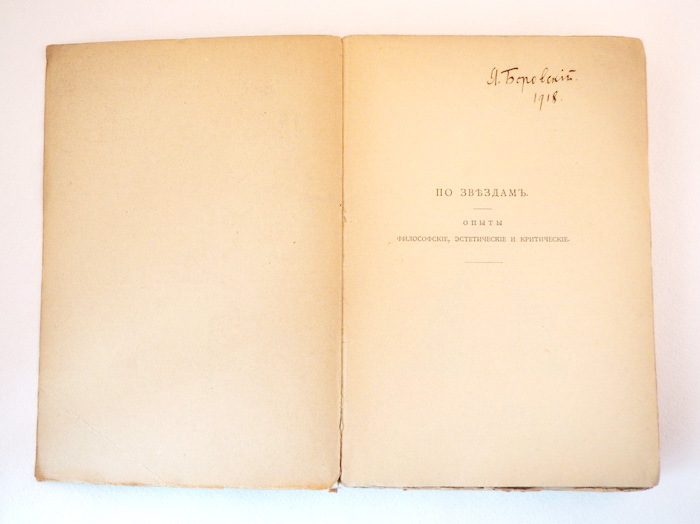 Я. Боровскій.
1918.
ПО ЗВѢЗДАМЪ.
ОПЫТЫ
ФИЛОСОФСКІЕ, ЭСТЕТИЧЕСКІЕ И КРИТИЧЕСКІЕ.